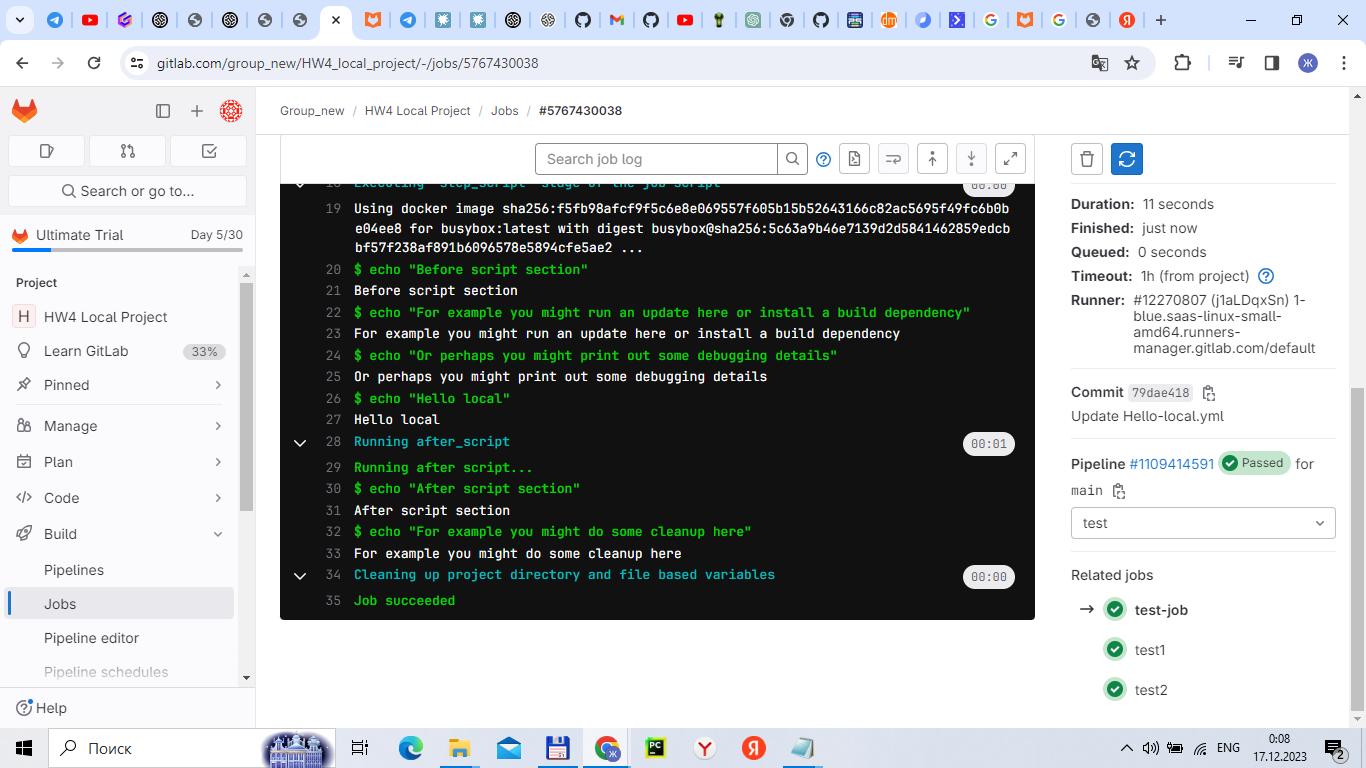 gitlab.com/group_new/HW4_local_project/-/jobs/5767430038
Ж
Group_new / HW4 Local Project / Jobs / #5767430038
Search or go to...
Ultimate Trial Day 5/30
Project
H HW4 Local Project
Learn GitLab 33%
Pinned
Manage
Plan
Code
Build
Pipelines
Jobs
Pipeline editor
Pipeline schedules
Help
Search job log
18 Executing "step_script" stage of the job script 00:00
19 Using docker image sha256:f5fb98afcf9f5c6e8e069557f605b15b52643166c82ac5695f49fc6b0b
e04ee8 for busybox:latest with digest busybox@sha256:5c63a9b46e7139d2d5841462859edcb
bf57f238af891b6096578e5894cfe5ae2 ...
20 $ echo "Before script section"
21 Before script section
22 $ echo "For example you might run an update here or install a build dependency"
23 For example you might run an update here or install a build dependency
24 $ echo "Or perhaps you might print out some debugging details"
25 Or perhaps you might print out some debugging details
26 $ echo "Hello local"
27 Hello local
28 Running after_script 00:01
29 Running after script...
30 $ echo "After script section"
31 After script section
32 $ echo "For example you might do some cleanup here"
33 For example you might do some cleanup here
34 Cleaning up project directory and file based variables 00:00
35 Job succeeded
Duration: 11 seconds
Finished: just now
Queued: 0 seconds
Timeout: 1h (from project)
Runner: #12270807 (j1aLDqxSn) 1-
blue.saas-linux-small-
amd64.runners-
manager.gitlab.com/default
Commit 79dae418
Update Hello-local.yml
Pipeline #1109414591 Passed for
main
test
Related jobs
test-job
test1
test2
Поиск
ENG
0:08
17.12.2023
2